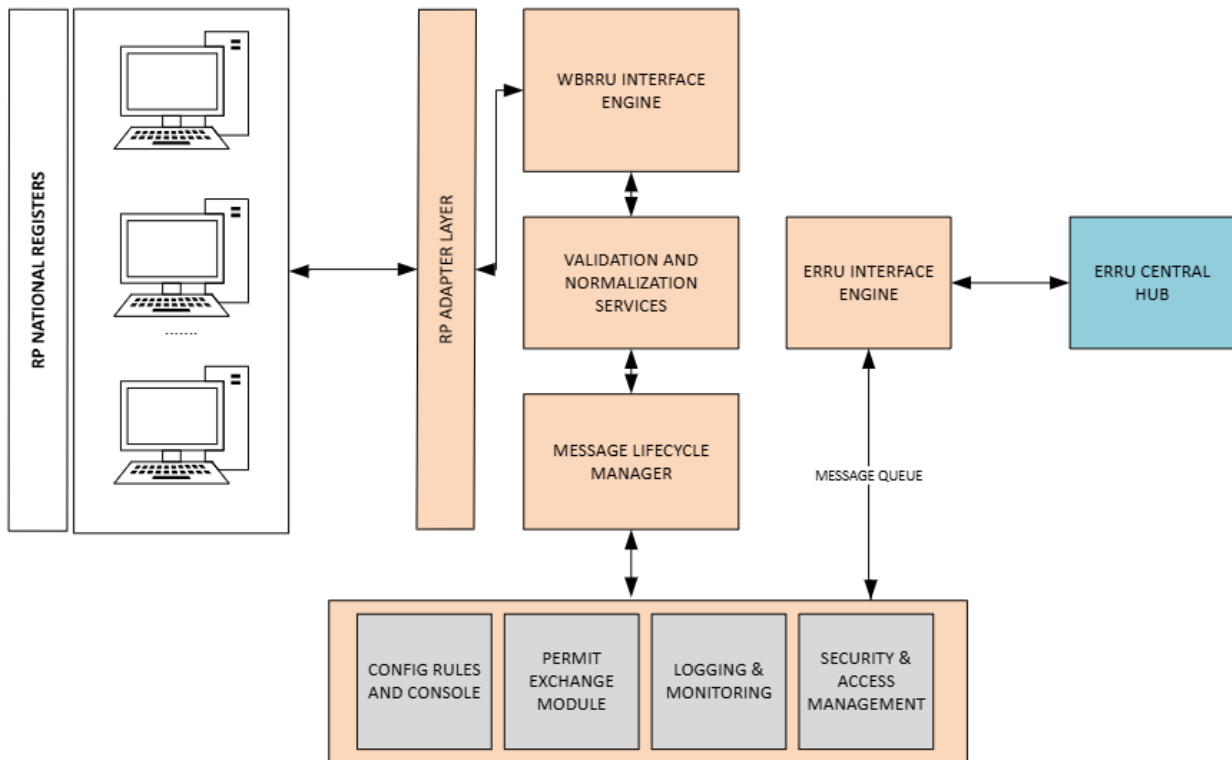 RP NATIONAL REGISTERS
.......
RP ADAPTER LAYER
WBRRU INTERFACE
ENGINE
VALIDATION AND
NORMALIZATION
SERVICES
MESSAGE LIFECYCLE
MANAGER
ERRU INTERFACE
ENGINE
ERRU CENTRAL
HUB
MESSAGE QUEUE
CONFIG RULES
AND CONSOLE
PERMIT
EXCHANGE
MODULE
LOGGING &
MONITORING
SECURITY &
ACCESS
MANAGEMENT